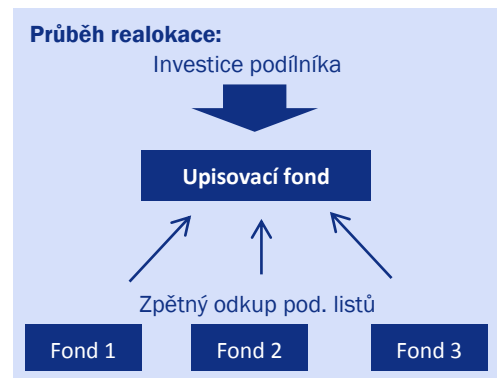 Průběh realokace:
Investice podílníka
Upisovací fond
Zpětný odkup pod. listů
Fond 1
Fond 2
Fond 3